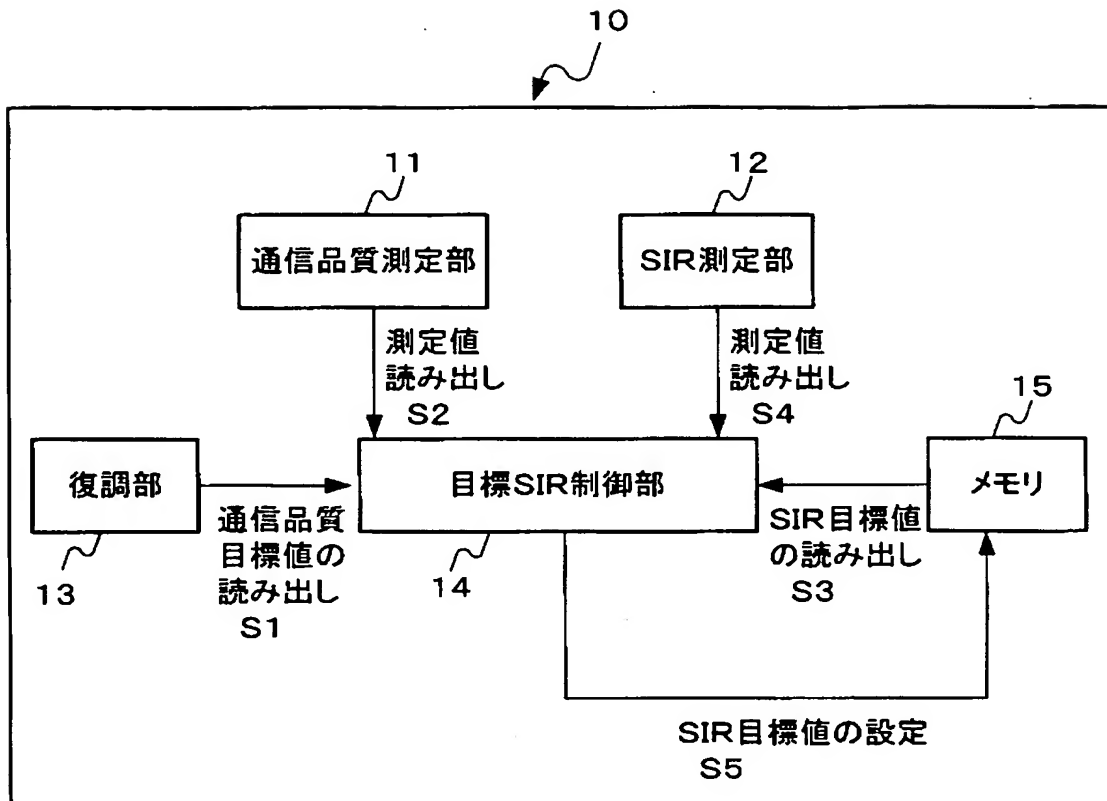 10
11
12
通信品質測定部
SIR測定部
測定値
読み出し
S2
測定値
読み出し
S4
15
復調部
目標SIR制御部
メモリ
通信品質
目標値の
読み出し
S1
SIR目標値
の読み出し
S3
13
14
SIR目標値の設定
S5